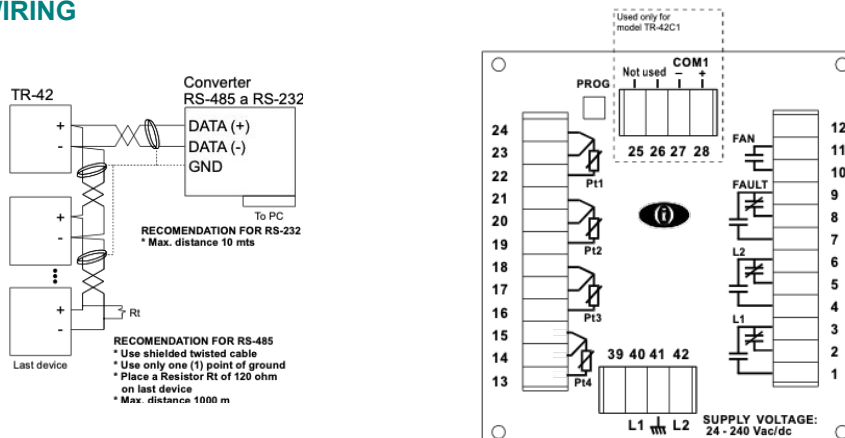 WIRING
TR-42
+
-
+
-
+
-
Last device
Rt
Converter
RS-485 a RS-232
DATA (+)
DATA (-)
GND
To PC
RECOMENDATION FOR RS-232
* Max. distance 10 mts
RECOMENDATION FOR RS-485
* Use shielded twisted cable
* Use only one (1) point of ground
* Place a Resistor Rt of 120 ohm
on last device
* Max. distance 1000 m
Used only for
model TR-42C1
COM1
Not used - +
PROG
25 26 27 28
24
23
22
21
20
19
18
17
16
15
14
13
Pt1
Pt2
Pt3
Pt4
i
FAN
FAULT
L2
L1
12
11
10
9
8
7
6
5
4
3
2
1
39 40 41 42
L1 L2
SUPPLY VOLTAGE:
24 - 240 Vac/dc